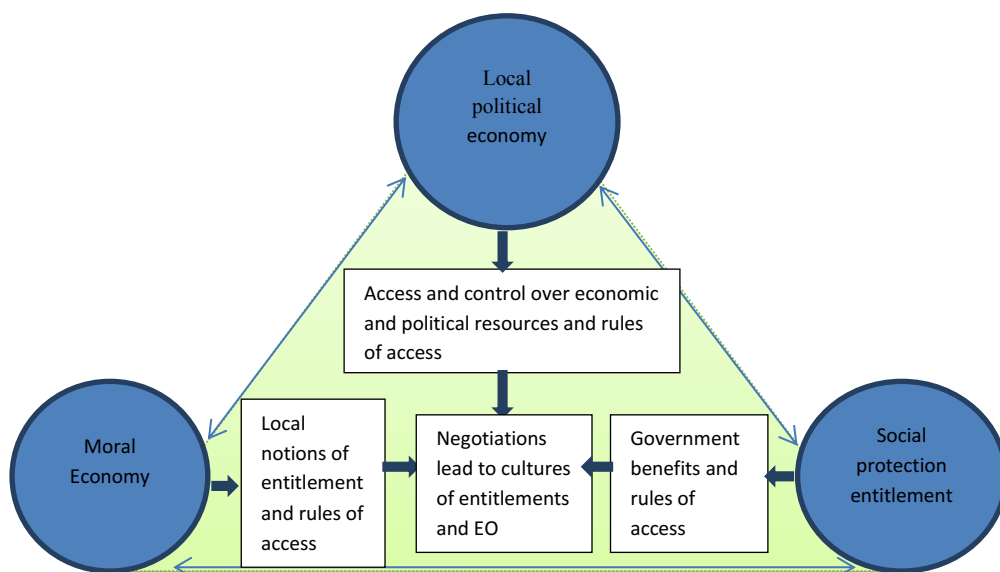 Local
political
economy
Access and control over economic
and political resources and rules
of access
Moral
Economy
Local
notions of
entitlement
and rules of
access
Negotiations
lead to cultures
of entitlements
and EO
Government
benefits and
rules of
access
Social
protection
entitlement